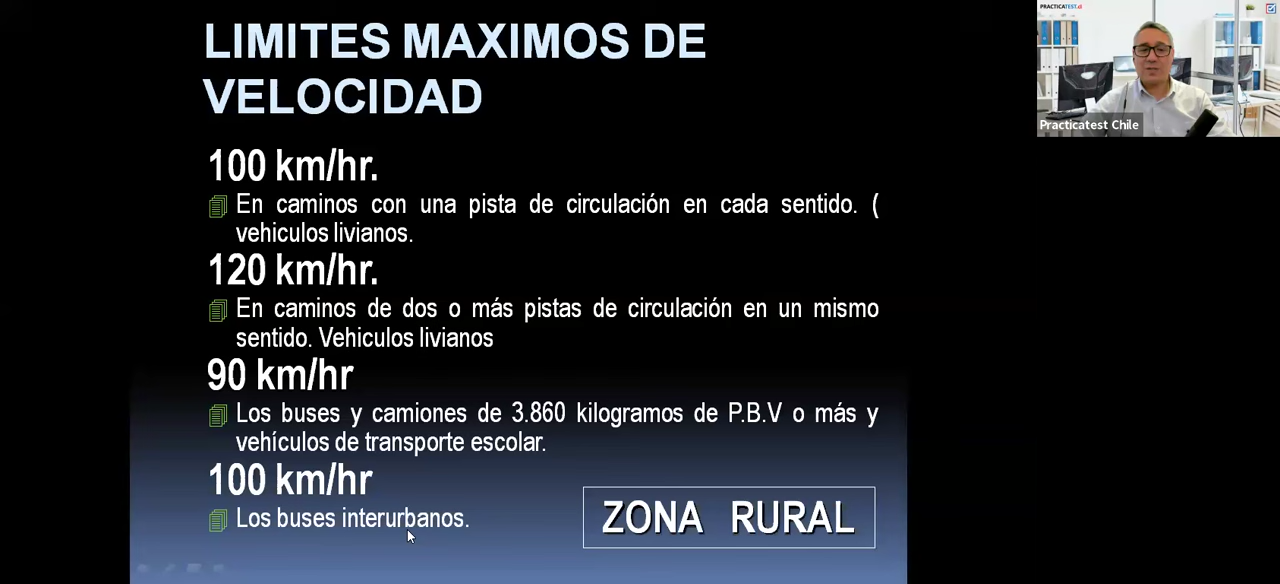 LIMITES MAXIMOS DE
VELOCIDAD
100 km/hr.
En caminos con una pista de circulación en cada sentido. (
vehiculos livianos.
120 km/hr.
En caminos de dos o más pistas de circulación en un mismo
sentido. Vehiculos livianos
90 km/hr
Los buses y camiones de 3.860 kilogramos de P.B.V o más y
vehículos de transporte escolar.
100 km/hr
Los buses interurbanos.
ZONA RURAL
PRACTICATEST.cl
Practicatest Chile